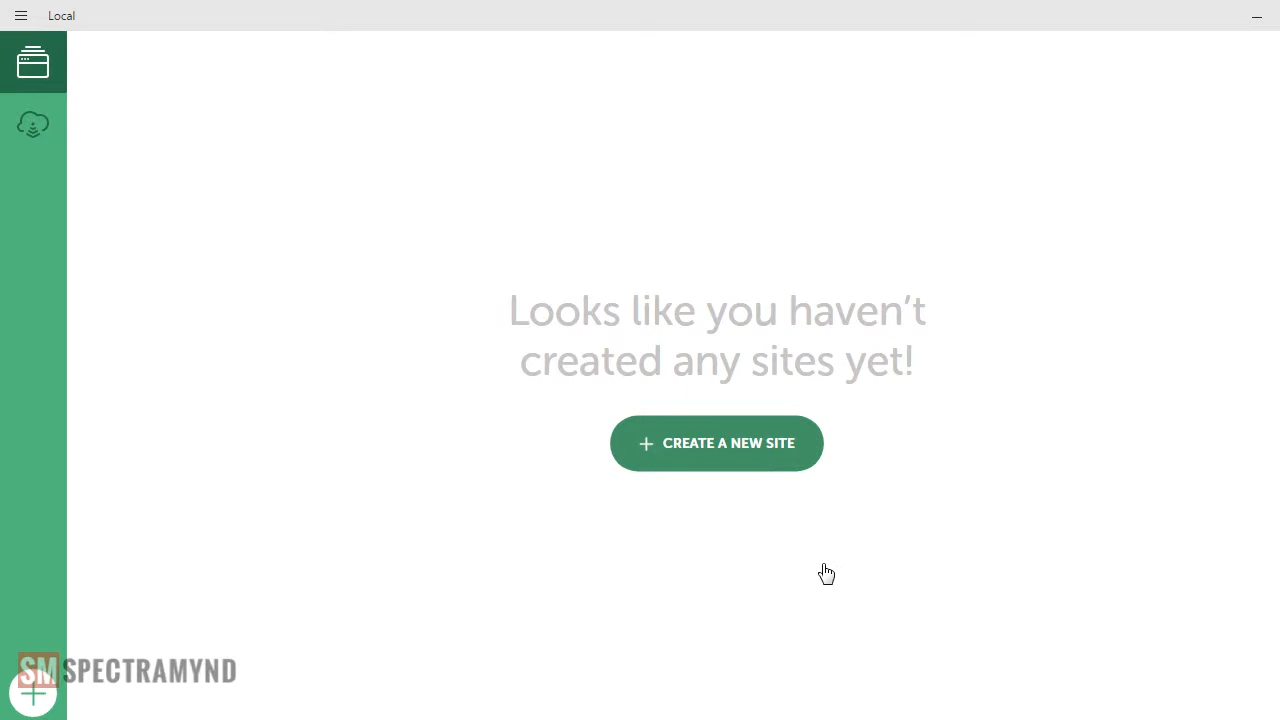 Local
Looks like you haven’t
created any sites yet!
CREATE A NEW SITE
SM SPECTRAMYND